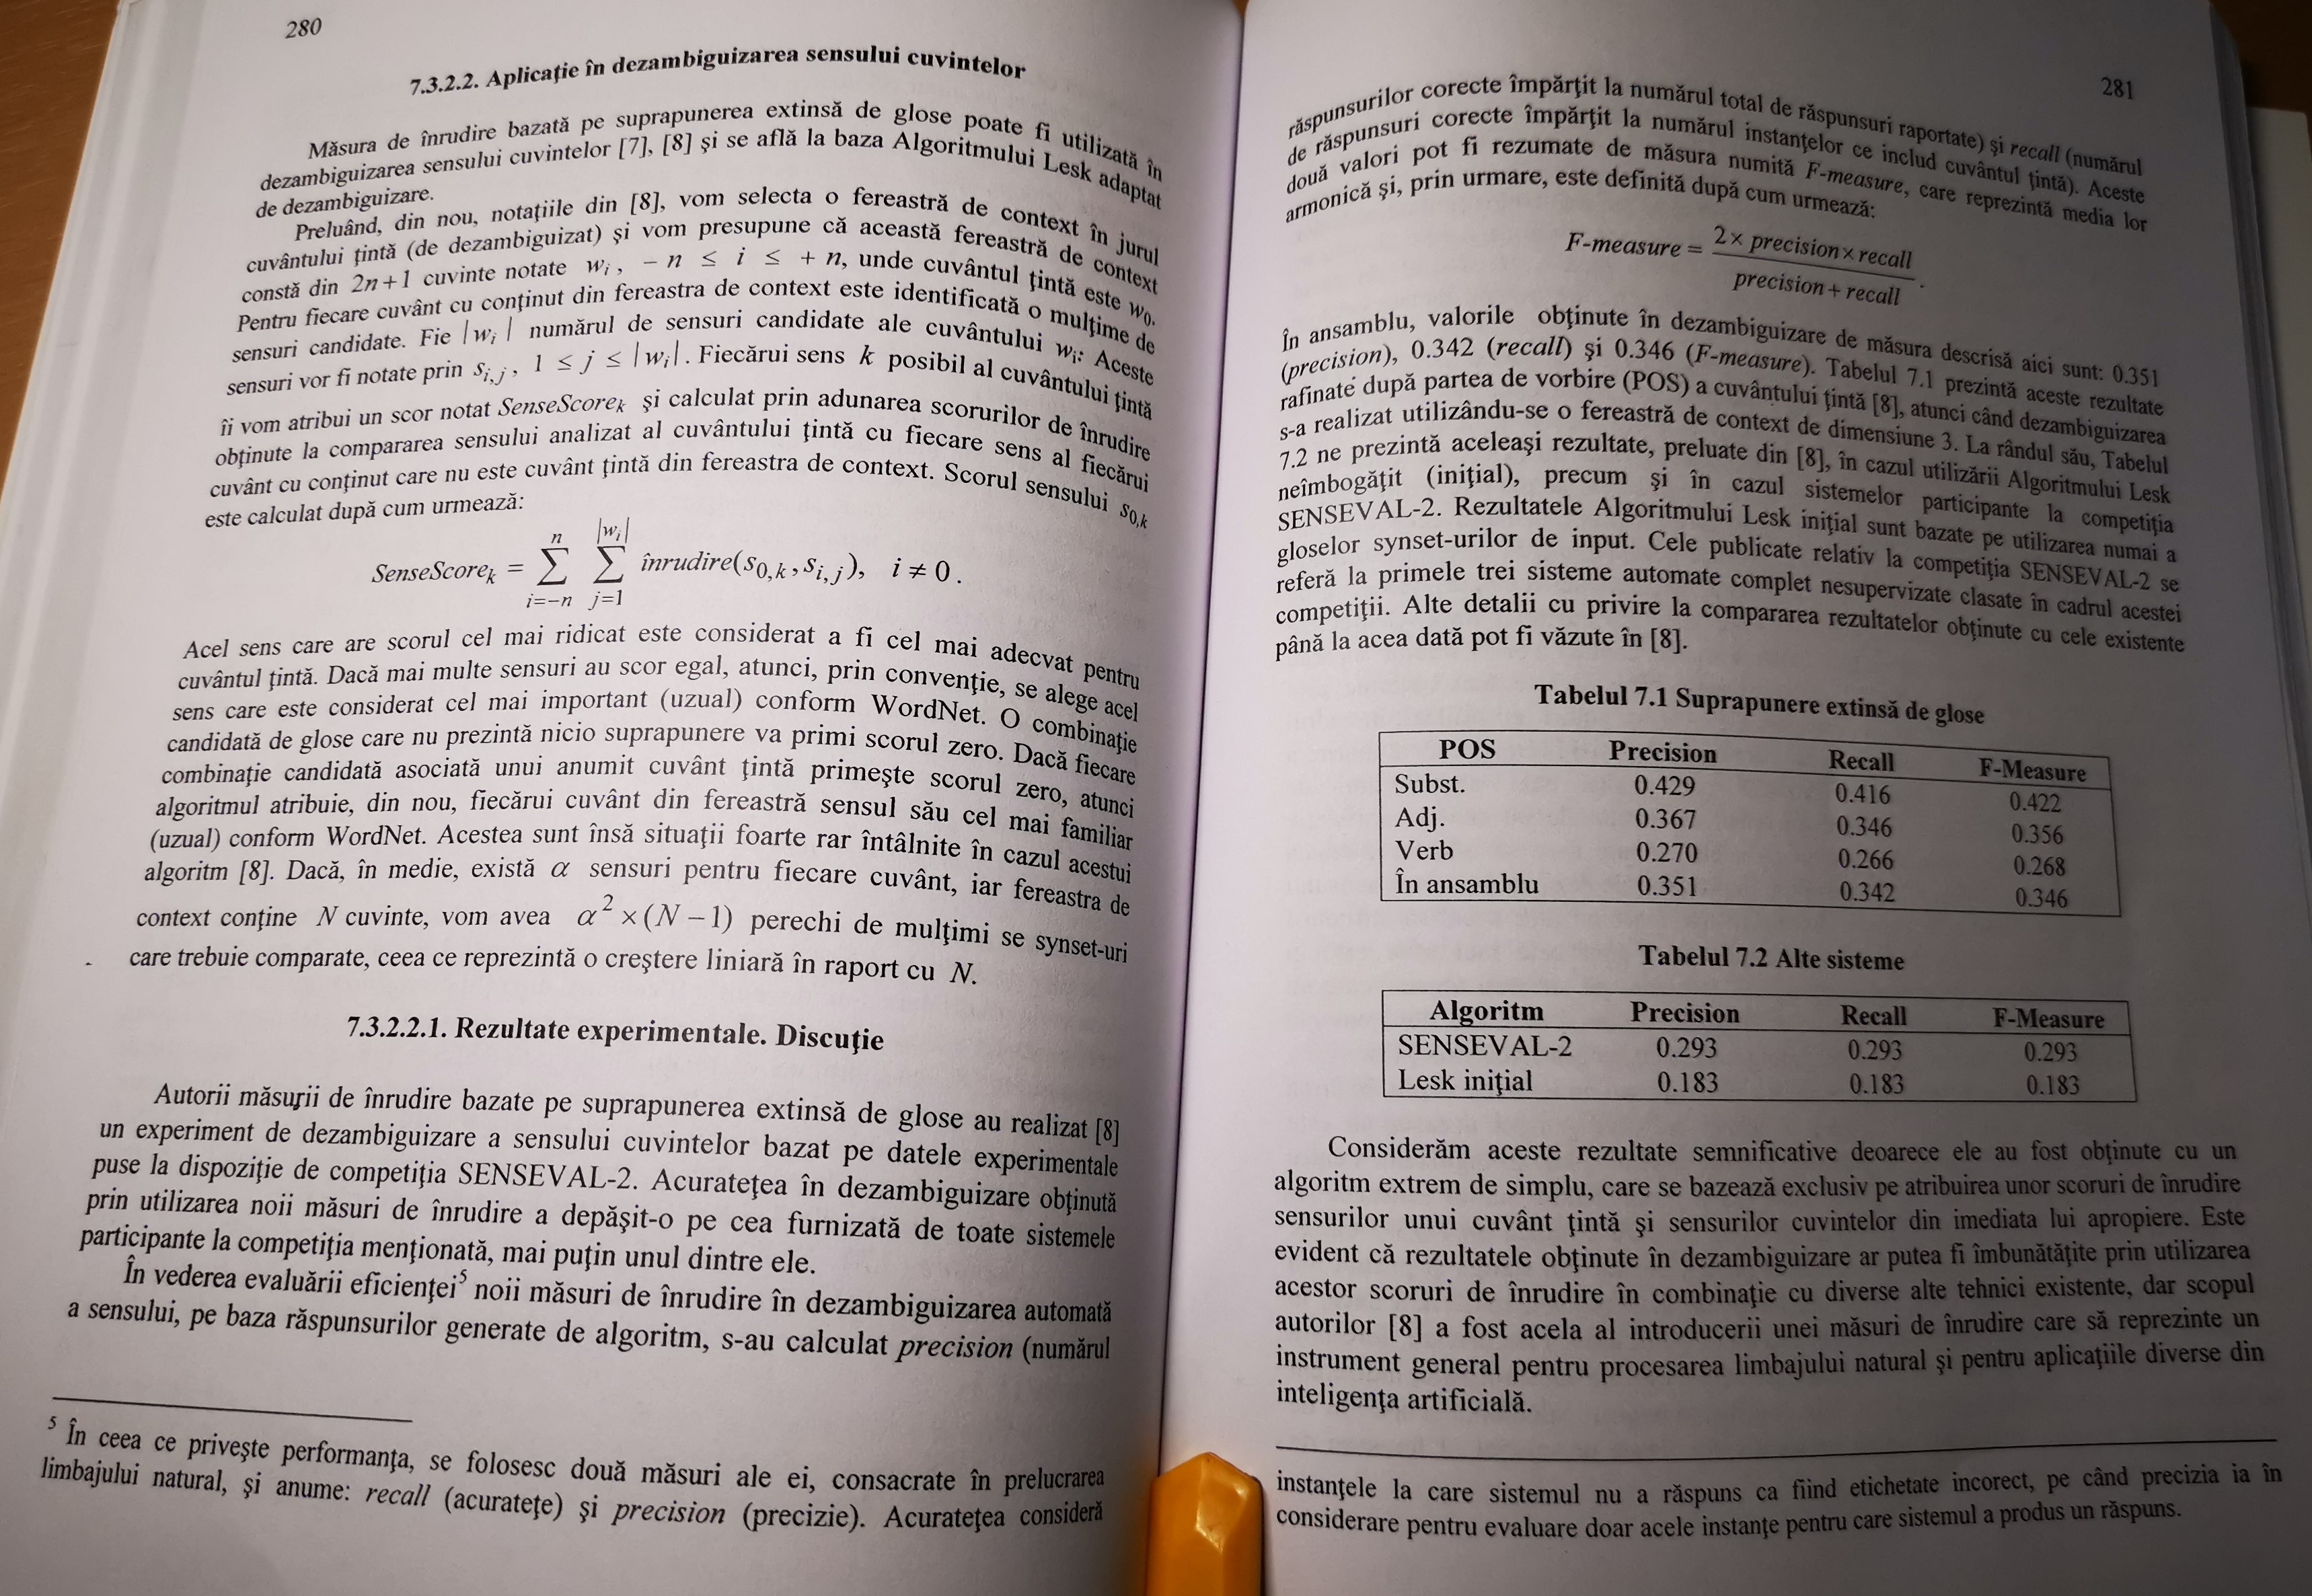 280
7.3.2.2. Aplicaţie în dezambiguizarea sensului cuvintelor
Măsura de înrudire bazată pe suprapunerea extinsă de glose poate fi utilizată în
dezambiguizarea sensului cuvintelor [7], [8] şi se află la baza Algoritmului Lesk adaptat
de dezambiguizare.
Preluând, din nou, notaţiile din [8], vom selecta o fereastră de context în jurul
cuvântului ţintă (de dezambiguizat) şi vom presupune că această fereastră de context
constă din 2n+1 cuvinte notate wᵢ, – n ≤ i ≤ + n, unde cuvântul ţintă este w₀.
Pentru fiecare cuvânt cu conţinut din fereastra de context este identificată o mulţime de
sensuri candidate. Fie |wᵢ| numărul de sensuri candidate ale cuvântului wᵢ: Aceste
sensuri vor fi notate prin s_{i,j}, 1 ≤ j ≤ |wᵢ|. Fiecărui sens k posibil al cuvântului ţintă
îi vom atribui un scor notat SenseScoreₖ şi calculat prin adunarea scorurilor de înrudire
obţinute la compararea sensului analizat al cuvântului ţintă cu fiecare sens al fiecărui
cuvânt cu conţinut care nu este cuvânt ţintă din fereastra de context. Scorul sensului s_{0,k}
este calculat după cum urmează:
SenseScoreₖ = ∑_{i=–n}^{n} ∑_{j=1}^{|wᵢ|} înrudire(s_{0,k}, s_{i,j}), i ≠ 0.
Acel sens care are scorul cel mai ridicat este considerat a fi cel mai adecvat pentru
cuvântul ţintă. Dacă mai multe sensuri au scor egal, atunci, prin convenţie, se alege acel
sens care este considerat cel mai important (uzual) conform WordNet. O combinaţie
candidată de glose care nu prezintă nicio suprapunere va primi scorul zero. Dacă fiecare
combinaţie candidată asociată unui anumit cuvânt ţintă primeşte scorul zero, atunci
algoritmul atribuie, din nou, fiecărui cuvânt din fereastră sensul său cel mai familiar
(uzual) conform WordNet. Acestea sunt însă situaţii foarte rar întâlnite în cazul acestui
algoritm [8]. Dacă, în medie, există α sensuri pentru fiecare cuvânt, iar fereastra de
context conţine N cuvinte, vom avea α² × (N – 1) perechi de mulţimi se synset-uri
care trebuie comparate, ceea ce reprezintă o creştere liniară în raport cu N.
7.3.2.2.1. Rezultate experimentale. Discuţie
Autorii măsurii de înrudire bazate pe suprapunerea extinsă de glose au realizat [8]
un experiment de dezambiguizare a sensului cuvintelor bazat pe datele experimentale
puse la dispoziţie de competiţia SENSEVAL-2. Acurateţea în dezambiguizare obţinută
prin utilizarea noii măsuri de înrudire a depăşit-o pe cea furnizată de toate sistemele
participante la competiţia menţionată, mai puţin unul dintre ele.
În vederea evaluării eficienţei⁵ noii măsuri de înrudire în dezambiguizarea automată
a sensului, pe baza răspunsurilor generate de algoritm, s-au calculat precision (numărul
⁵ În ceea ce priveşte performanţa, se folosesc două măsuri ale ei, consacrate în prelucrarea
limbajului natural, şi anume: recall (acurateţe) şi precision (precizie). Acurateţea consideră
281
răspunsurilor corecte împărţit la numărul total de răspunsuri raportate) şi recall (numărul
de răspunsuri corecte împărţit la numărul instanţelor ce includ cuvântul ţintă). Aceste
două valori pot fi rezumate de măsura numită F-measure, care reprezintă media lor
armonică şi, prin urmare, este definită după cum urmează:
F-measure = 2 × precision × recall / precision + recall.
În ansamblu, valorile obţinute în dezambiguizare de măsura descrisă aici sunt: 0.351
(precision), 0.342 (recall) şi 0.346 (F-measure). Tabelul 7.1 prezintă aceste rezultate
rafinate după partea de vorbire (POS) a cuvântului ţintă [8], atunci când dezambiguizarea
s-a realizat utilizându-se o fereastră de context de dimensiune 3. La rândul său, Tabelul
7.2 ne prezintă aceleaşi rezultate, preluate din [8], în cazul utilizării Algoritmului Lesk
neîmbogăţit (iniţial), precum şi în cazul sistemelor participante la competiţia
SENSEVAL-2. Rezultatele Algoritmului Lesk iniţial sunt bazate pe utilizarea numai a
gloselor synset-urilor de input. Cele publicate relativ la competiţia SENSEVAL-2 se
referă la primele trei sisteme automate complet nesupervizate clasate în cadrul acestei
competiţii. Alte detalii cu privire la compararea rezultatelor obţinute cu cele existente
până la acea dată pot fi văzute în [8].
Tabelul 7.1 Suprapunere extinsă de glose
POS Precision Recall F-Measure
Subst. 0.429 0.416 0.422
Adj. 0.367 0.346 0.356
Verb 0.270 0.266 0.268
În ansamblu 0.351 0.342 0.346
Tabelul 7.2 Alte sisteme
Algoritm Precision Recall F-Measure
SENSEVAL-2 0.293 0.293 0.293
Lesk iniţial 0.183 0.183 0.183
Considerăm aceste rezultate semnificative deoarece ele au fost obţinute cu un
algoritm extrem de simplu, care se bazează exclusiv pe atribuirea unor scoruri de înrudire
sensurilor unui cuvânt ţintă şi sensurilor cuvintelor din imediata lui apropiere. Este
evident că rezultatele obţinute în dezambiguizare ar putea fi îmbunătăţite prin utilizarea
acestor scoruri de înrudire în combinaţie cu diverse alte tehnici existente, dar scopul
autorilor [8] a fost acela al introducerii unei măsuri de înrudire care să reprezinte un
instrument general pentru procesarea limbajului natural şi pentru aplicaţiile diverse din
inteligenţa artificială.
instanţele la care sistemul nu a răspuns ca fiind etichetate incorect, pe când precizia ia în
considerare pentru evaluare doar acele instanţe pentru care sistemul a produs un răspuns.